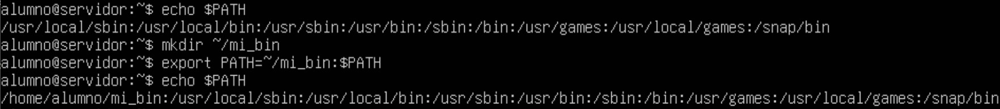 alumno@servidor:~$ echo $PATH
/usr/local/sbin:/usr/local/bin:/usr/sbin:/usr/bin:/sbin:/bin:/usr/games:/usr/local/games:/snap/bin
alumno@servidor:~$ mkdir ~/mi_bin
alumno@servidor:~$ export PATH=~/mi_bin:$PATH
alumno@servidor:~$ echo $PATH
/home/alumno/mi_bin:/usr/local/sbin:/usr/local/bin:/usr/sbin:/usr/bin:/sbin:/bin:/usr/games:/usr/local/games:/snap/bin